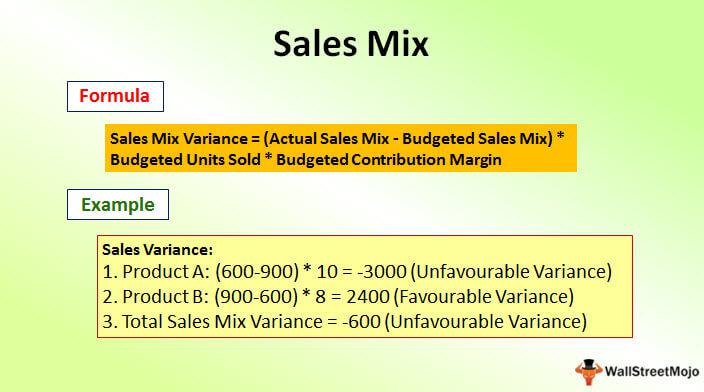 Sales Mix
Formula
Sales Mix Variance = (Actual Sales Mix - Budgeted Sales Mix) *
Budgeted Units Sold * Budgeted Contribution Margin
Example
Sales Variance:
1. Product A: (600-900) * 10 = -3000 (Unfavourable Variance)
2. Product B: (900-600) * 8 = 2400 (Favourable Variance)
3. Total Sales Mix Variance = -600 (Unfavourable Variance)
WallStreetMojo